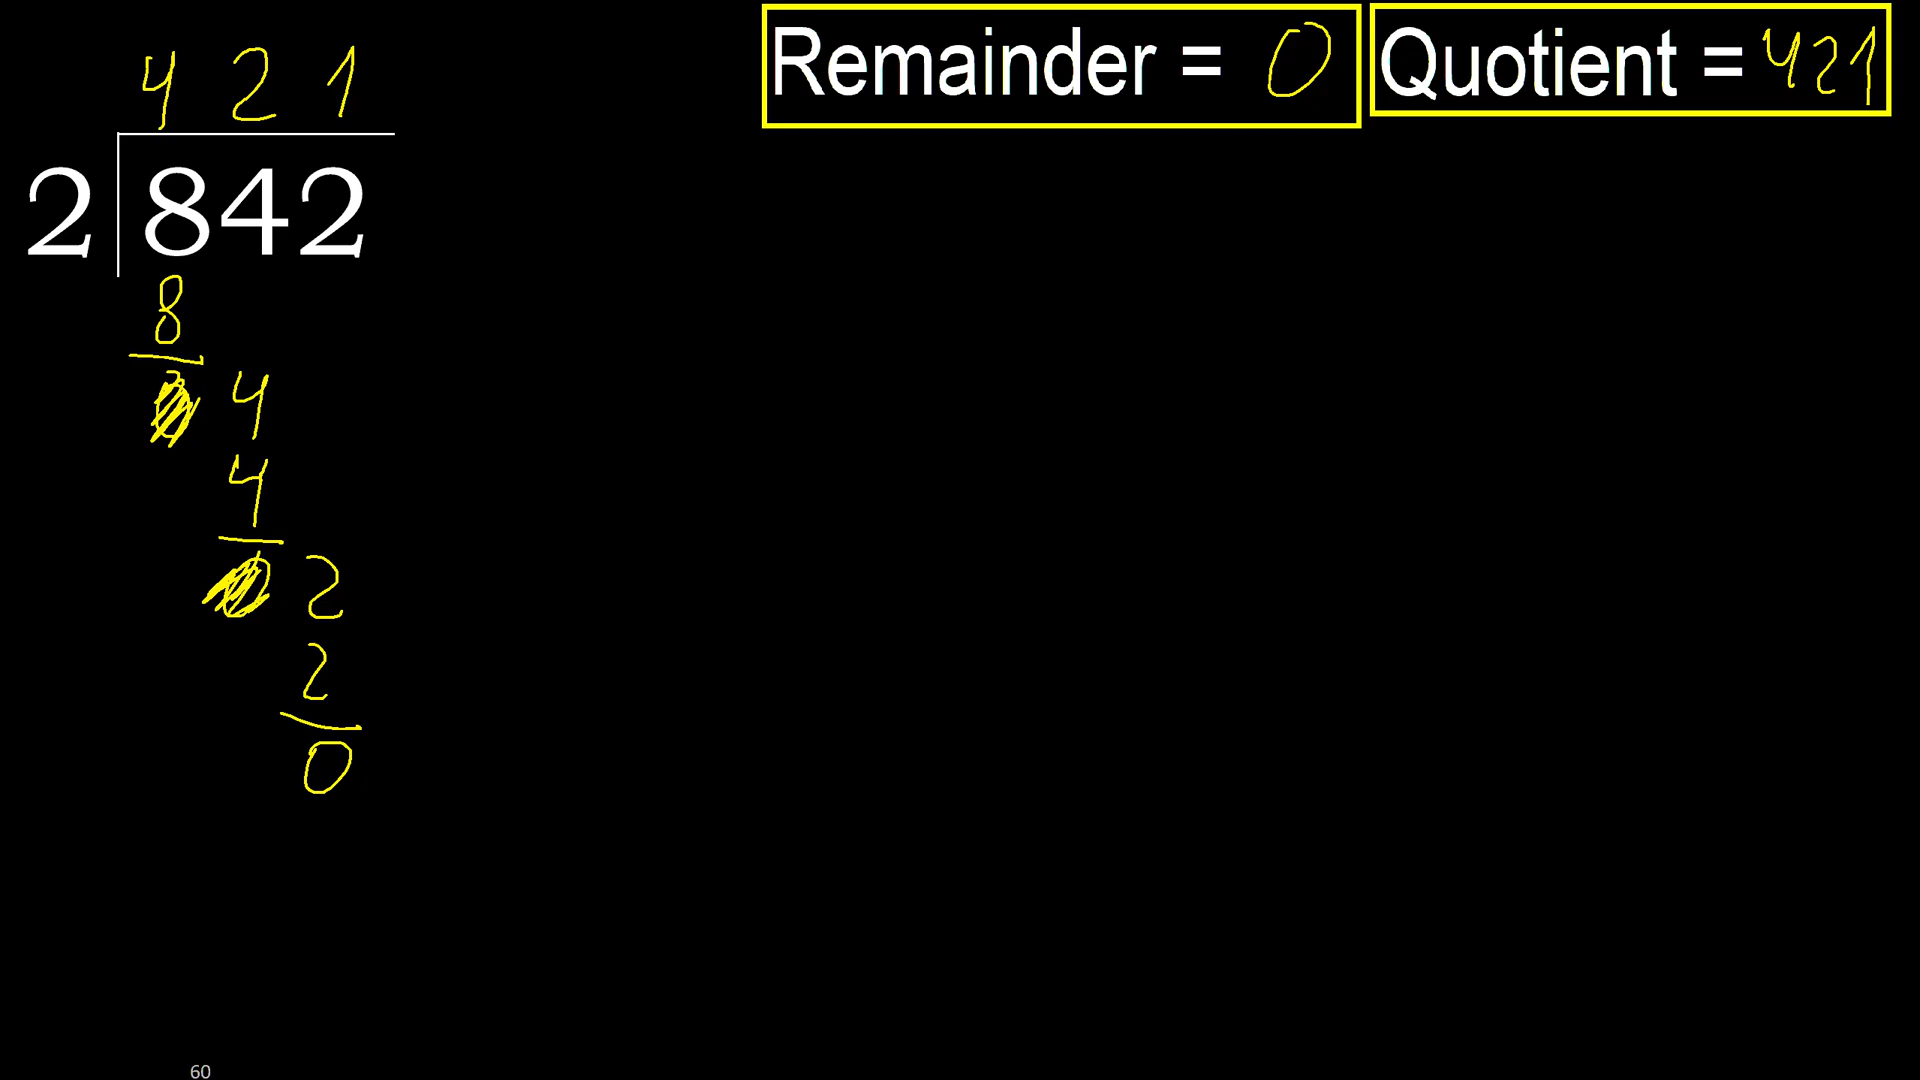 4 2 1
Remainder = 0
Quotient = 421
2 842
8
4
4
2
2
0
60